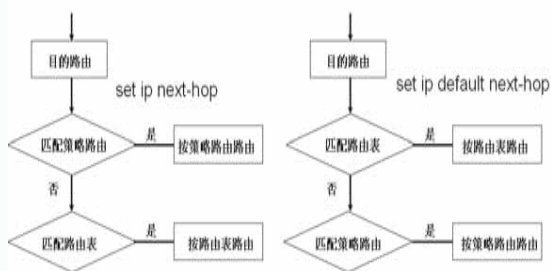 目的路由
set ip next-hop
匹配策略路由
是
按策略路由路由
否
匹配路由表
是
按路由表路由
目的路由
set ip default next-hop
匹配路由表
是
按路由表路由
否
匹配策略路由
是
按策略路由路由